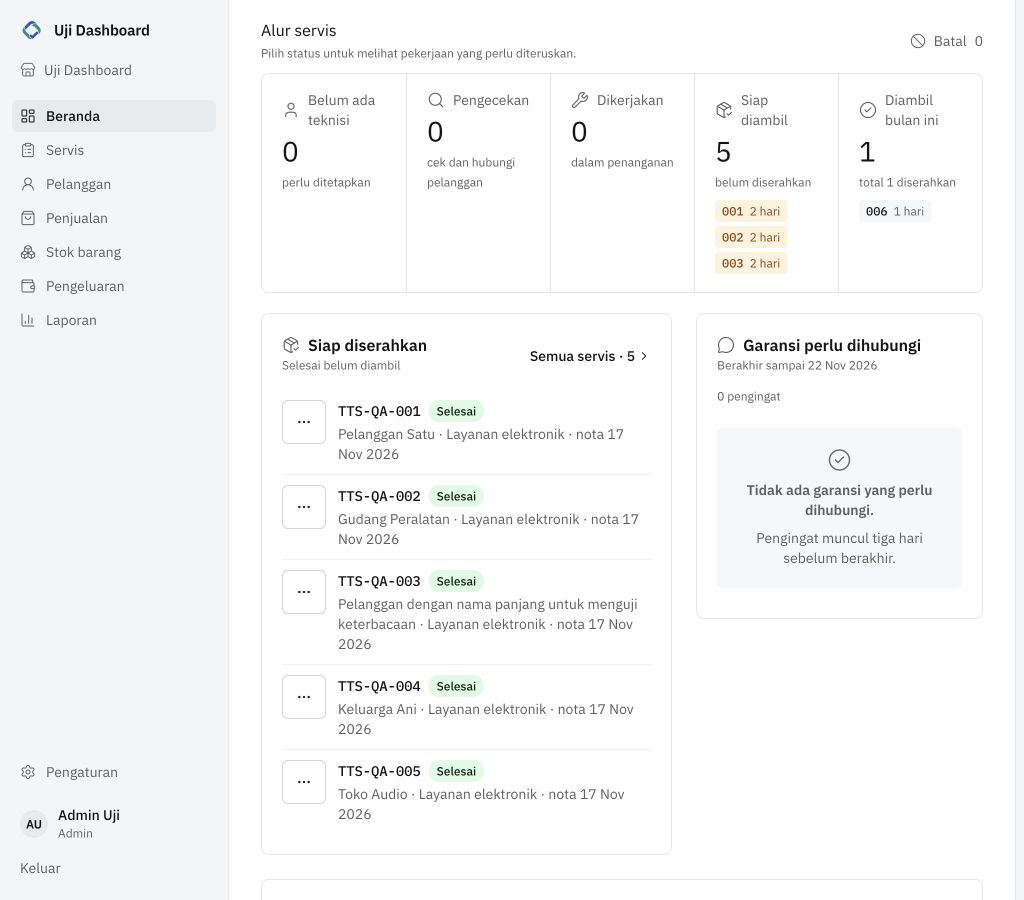 Uji Dashboard
Uji Dashboard
Beranda
Servis
Pelanggan
Penjualan
Stok barang
Pengeluaran
Laporan
Pengaturan
AU
Admin Uji
Admin
Keluar
Alur servis
Pilih status untuk melihat pekerjaan yang perlu diteruskan.
Batal 0
Belum ada
teknisi
0
perlu ditetapkan
Pengecekan
0
cek dan hubungi
pelanggan
Dikerjakan
0
dalam penanganan
Siap
diambil
5
belum diserahkan
001 2 hari
002 2 hari
003 2 hari
Diambil
bulan ini
1
total 1 diserahkan
006 1 hari
Siap diserahkan
Selesai belum diambil
Semua servis · 5
...
TTS-QA-001 Selesai
Pelanggan Satu · Layanan elektronik · nota 17
Nov 2026
...
TTS-QA-002 Selesai
Gudang Peralatan · Layanan elektronik · nota 17
Nov 2026
...
TTS-QA-003 Selesai
Pelanggan dengan nama panjang untuk menguji
keterbacaan · Layanan elektronik · nota 17 Nov
2026
...
TTS-QA-004 Selesai
Keluarga Ani · Layanan elektronik · nota 17 Nov
2026
...
TTS-QA-005 Selesai
Toko Audio · Layanan elektronik · nota 17 Nov
2026
Garansi perlu dihubungi
Berakhir sampai 22 Nov 2026
0 pengingat
Tidak ada garansi yang perlu
dihubungi.
Pengingat muncul tiga hari
sebelum berakhir.